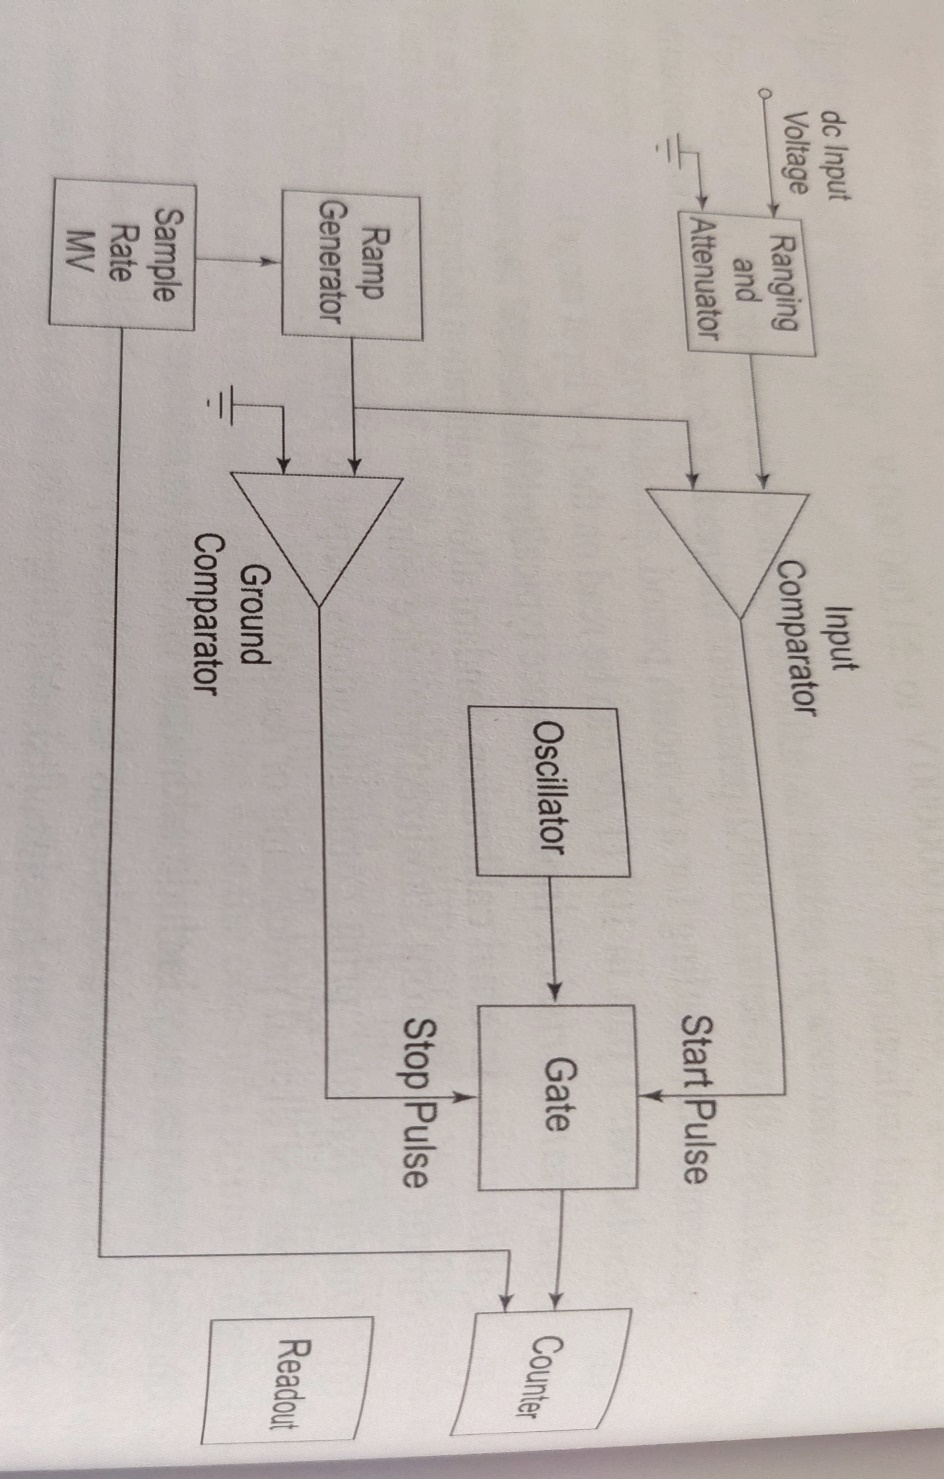 dc Input
Voltage
Ranging
and
Attenuator
Input
Comparator
Start Pulse
Oscillator
Gate
Counter
Stop Pulse
Ramp
Generator
Ground
Comparator
Readout
Sample
Rate
MV